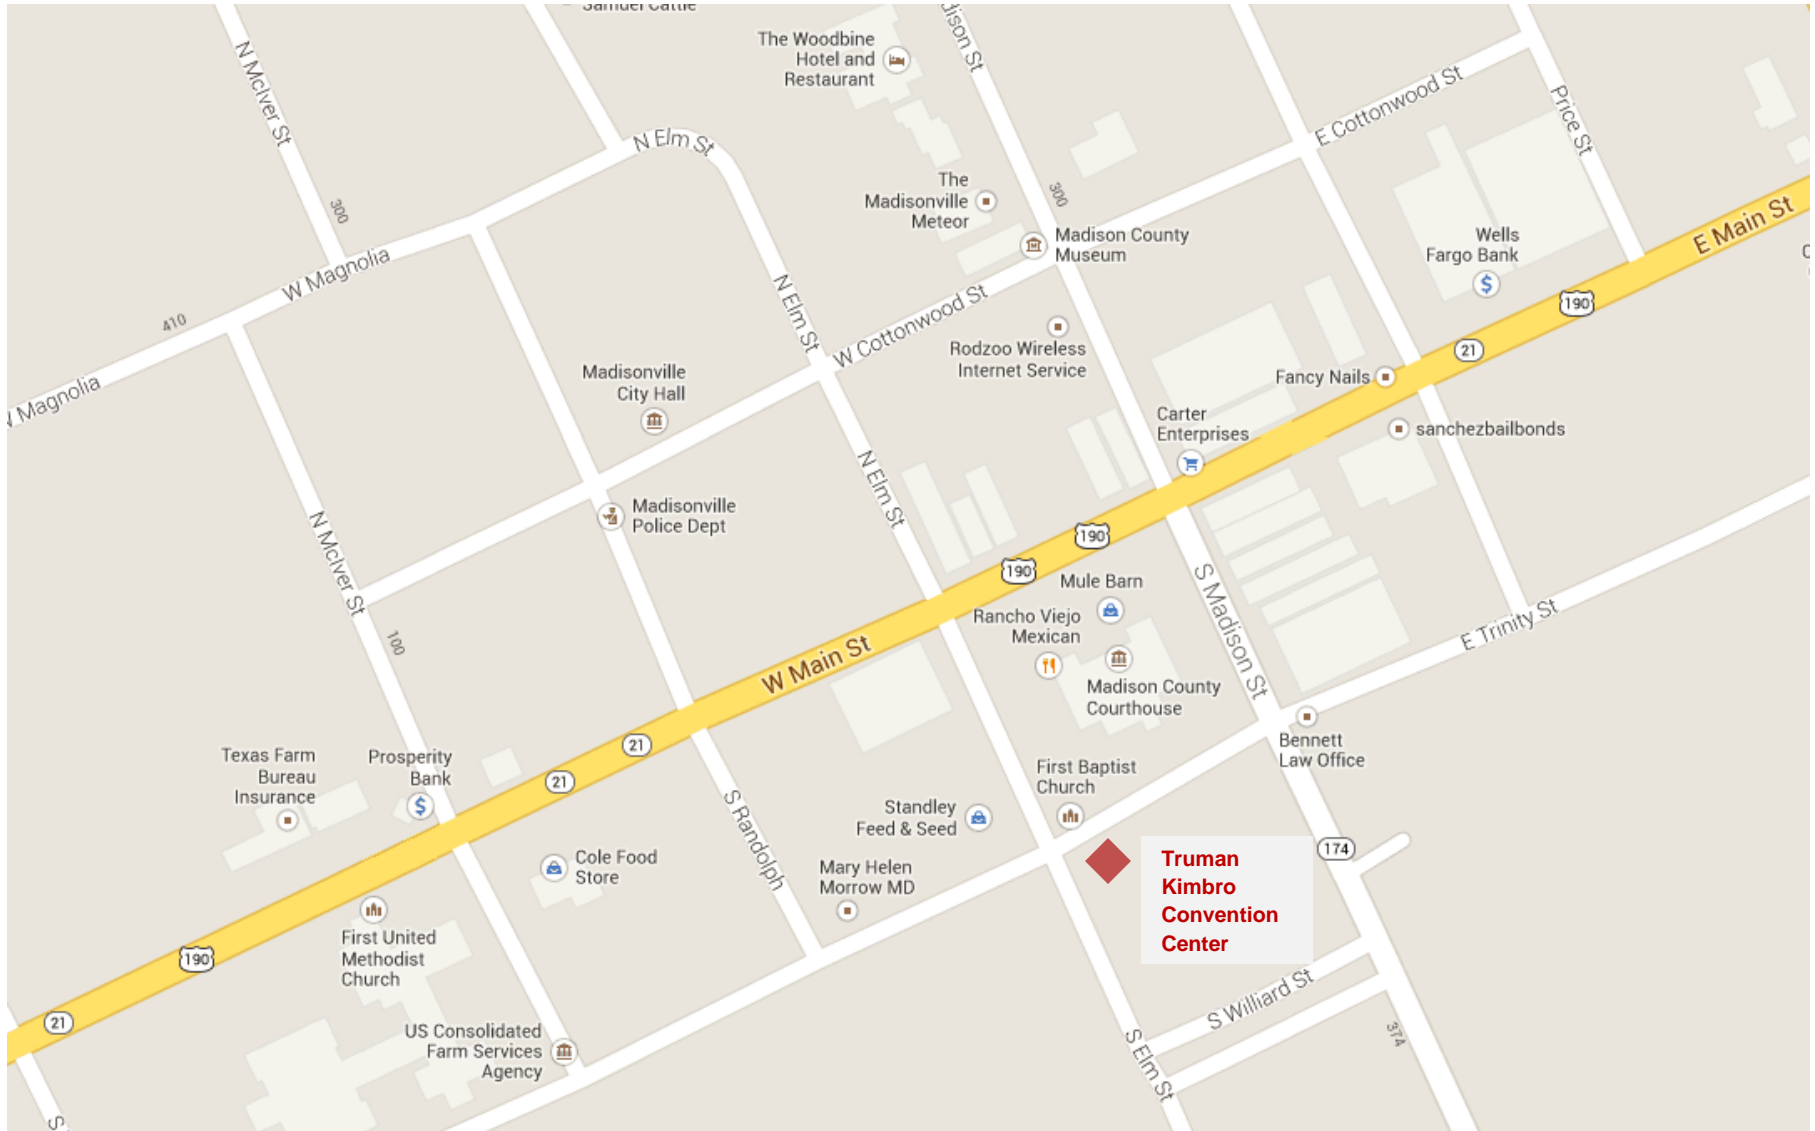 Samuel Cattle
The Woodbine
Hotel and
Restaurant
dison St
N McIver St
N Elm St
E Cottonwood St
Price St
300
300
The
Madisonville
Meteor
Madison County
Museum
Wells
Fargo Bank
E Main St
190
W Magnolia
410
N Elm St
W Cottonwood St
Rodzoo Wireless
Internet Service
21
Fancy Nails
W Magnolia
Madisonville
City Hall
Carter
Enterprises
sanchezbailbonds
N Elm St
Madisonville
Police Dept
N McIver St
190
190
Mule Barn
Rancho Viejo
Mexican
S Madison St
E Trinity St
100
W Main St
Madison County
Courthouse
Bennett
Law Office
21
21
Texas Farm
Bureau
Insurance
Prosperity
Bank
First Baptist
Church
Standley
Feed & Seed
S Randolph
Cole Food
Store
Mary Helen
Morrow MD
174
Truman
Kimbro
Convention
Center
First United
Methodist
Church
190
21
US Consolidated
Farm Services
Agency
S Williard St
374
S Elm St
S